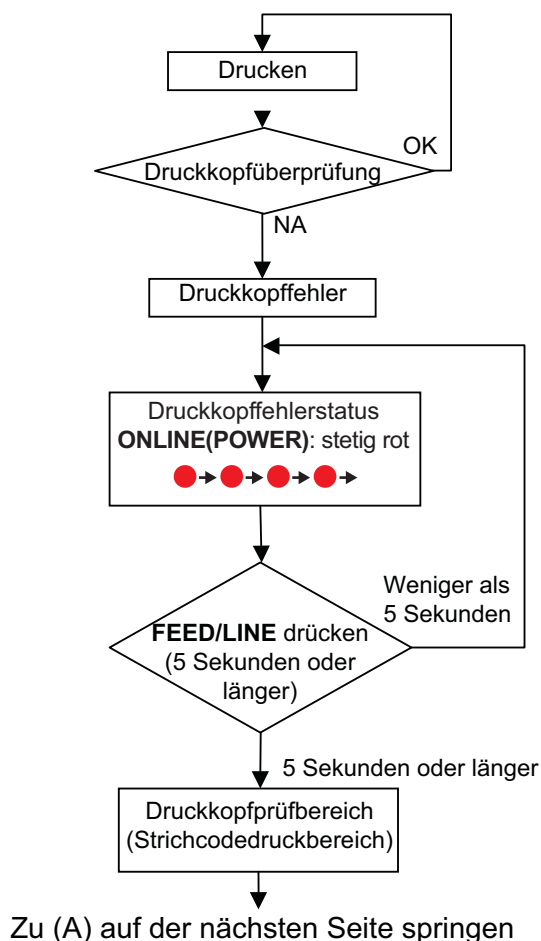 Drucken
OK
Druckkopfüberprüfung
NA
Druckkopffehler
Druckkopffehlerstatus
ONLINE(POWER): stetig rot
Weniger als
5 Sekunden
FEED/LINE drücken
(5 Sekunden oder
länger)
5 Sekunden oder länger
Druckkopfprüfbereich
(Strichcodedruckbereich)
Zu (A) auf der nächsten Seite springen